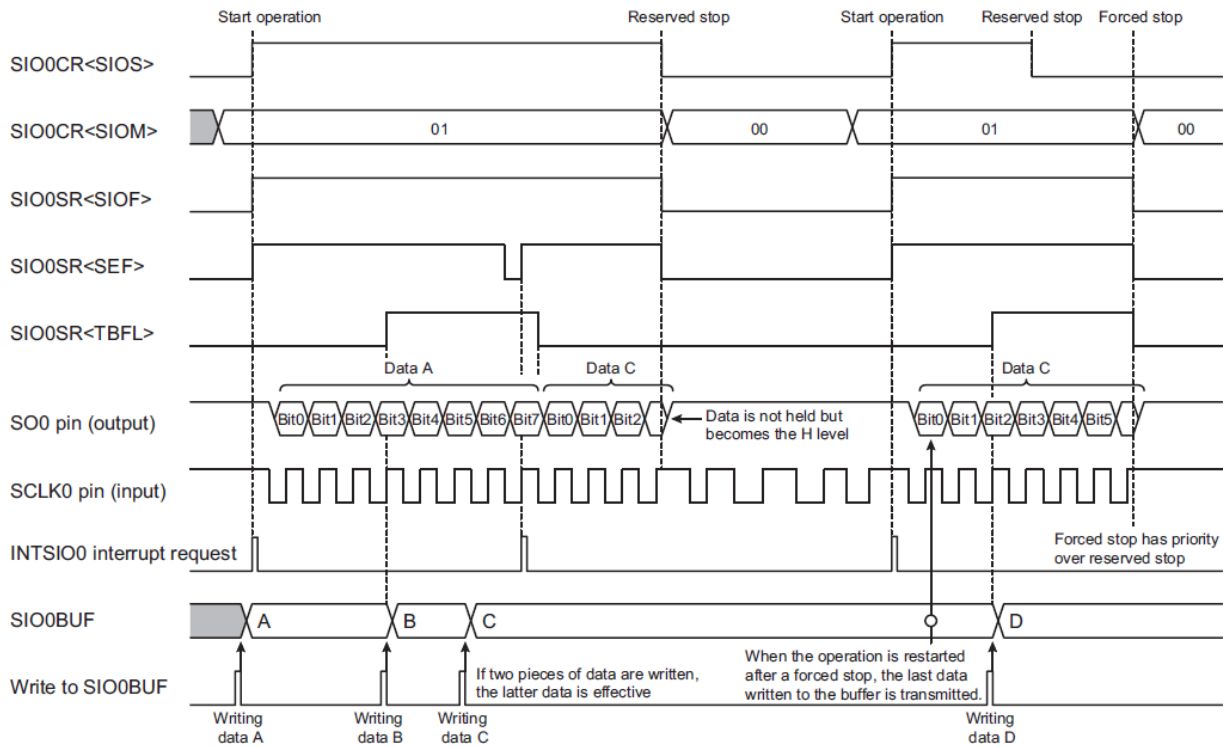 Start operation
Reserved stop
Start operation
Reserved stop
Forced stop
SIO0CR<SIOS>
SIO0CR<SIOM>
01
00
01
00
SIO0SR<SIOF>
SIO0SR<SEF>
SIO0SR<TBFL>
Data A
Data C
Data C
SO0 pin (output)
Bit0 Bit1 Bit2 Bit3 Bit4 Bit5 Bit6 Bit7 Bit0 Bit1 Bit2
Data is not held but
becomes the H level
Bit0 Bit1 Bit2 Bit3 Bit4 Bit5
SCLK0 pin (input)
INTSIO0 interrupt request
Forced stop has priority
over reserved stop
SIO0BUF
A
B
C
D
Write to SIO0BUF
If two pieces of data are written,
the latter data is effective
When the operation is restarted
after a forced stop, the last data
written to the buffer is transmitted.
Writing
data A
Writing
data B
Writing
data C
Writing
data D